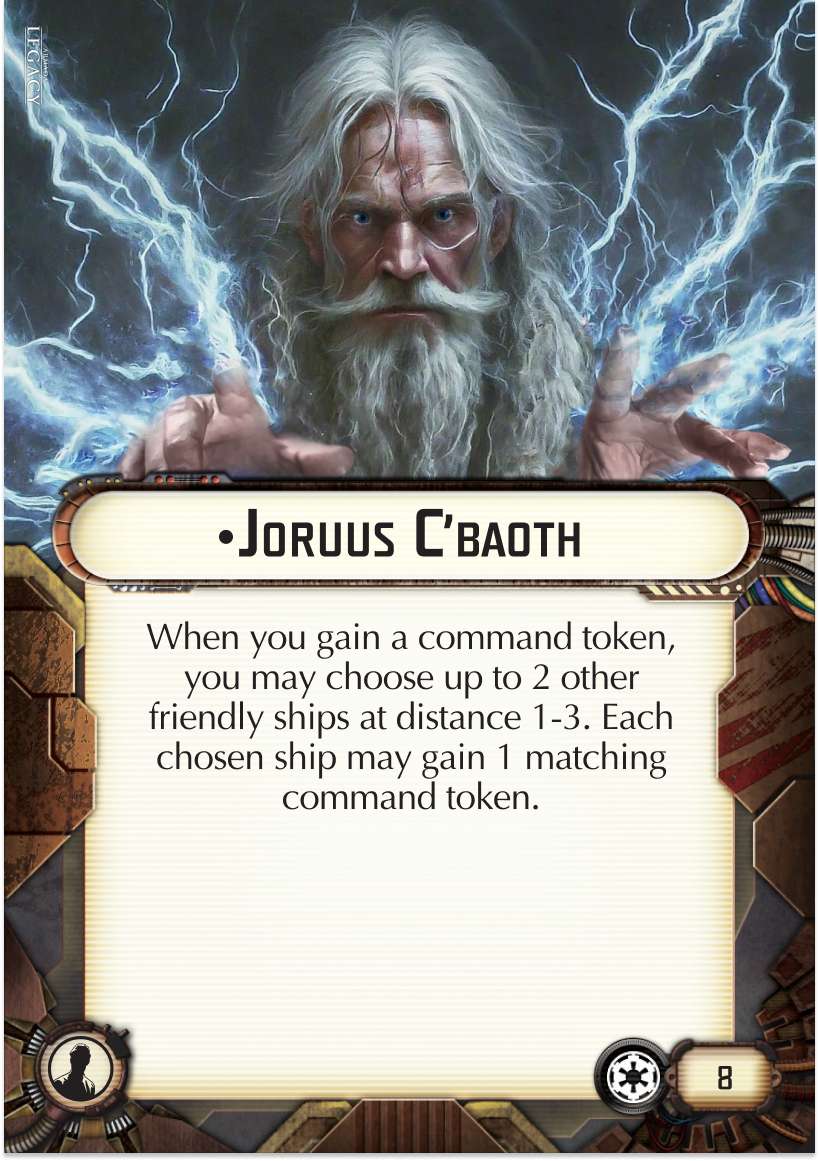 LEGACY
•Joruus C'baoth
When you gain a command token,
you may choose up to 2 other
friendly ships at distance 1-3. Each
chosen ship may gain 1 matching
command token.
8